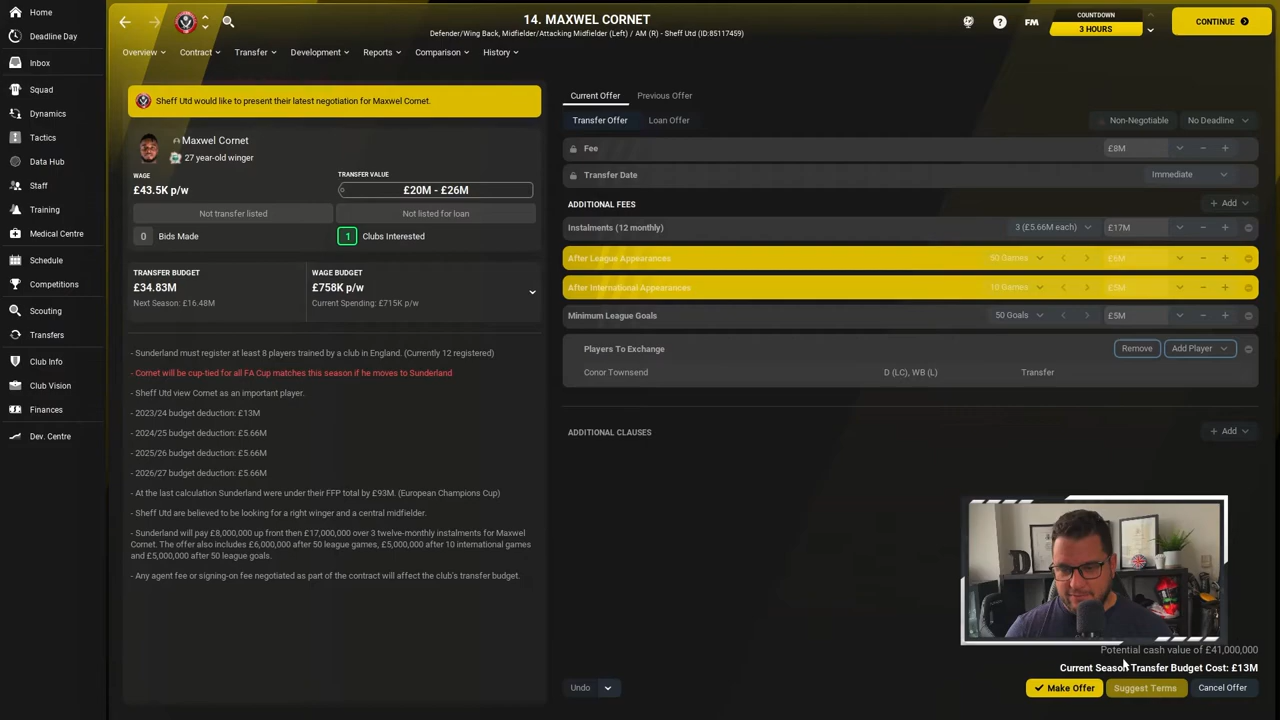 Home
Deadline Day
Inbox
Squad
Dynamics
Tactics
Data Hub
Staff
Training
Medical Centre
Schedule
Competitions
Scouting
Transfers
Club Info
Club Vision
Finances
Dev. Centre
14. MAXWEL CORNET
Defender/Wing Back, Midfielder/Attacking Midfielder (Left) / AM (R) - Sheff Utd (ID:85117459)
FM
COUNTDOWN
3 HOURS
CONTINUE
Overview
Contract
Transfer
Development
Reports
Comparison
History
Sheff Utd would like to present their latest negotiation for Maxwel Cornet.
Maxwel Cornet
27 year-old winger
WAGE
£43.5K p/w
TRANSFER VALUE
£20M - £26M
Not transfer listed
Not listed for loan
0 Bids Made
1 Clubs Interested
TRANSFER BUDGET
£34.83M
Next Season: £16.48M
WAGE BUDGET
£758K p/w
Current Spending: £715K p/w
- Sunderland must register at least 8 players trained by a club in England. (Currently 12 registered)
- Cornet will be cup-tied for all FA Cup matches this season if he moves to Sunderland
- Sheff Utd view Cornet as an important player.
- 2023/24 budget deduction: £13M
- 2024/25 budget deduction: £5.66M
- 2025/26 budget deduction: £5.66M
- 2026/27 budget deduction: £5.66M
- At the last calculation Sunderland were under their FFP total by £93M. (European Champions Cup)
- Sheff Utd are believed to be looking for a right winger and a central midfielder.
- Sunderland will pay £8,000,000 up front then £17,000,000 over 3 twelve-monthly instalments for Maxwel
Cornet. The offer also includes £6,000,000 after 50 league games, £5,000,000 after 10 international games
and £5,000,000 after 50 league goals.
- Any agent fee or signing-on fee negotiated as part of the contract will affect the club's transfer budget.
Current Offer
Previous Offer
Transfer Offer
Loan Offer
Non-Negotiable
No Deadline
Fee
£8M
Transfer Date
Immediate
ADDITIONAL FEES
+ Add
Instalments (12 monthly)
3 (£5.66M each)
£17M
After League Appearances
50 Games
£6M
After International Appearances
10 Games
£5M
Minimum League Goals
50 Goals
£5M
Players To Exchange
Remove
Add Player
Conor Townsend
D (LC), WB (L)
Transfer
ADDITIONAL CLAUSES
+ Add
D
Potential cash value of £41,000,000
Current Season Transfer Budget Cost: £13M
Undo
Make Offer
Suggest Terms
Cancel Offer